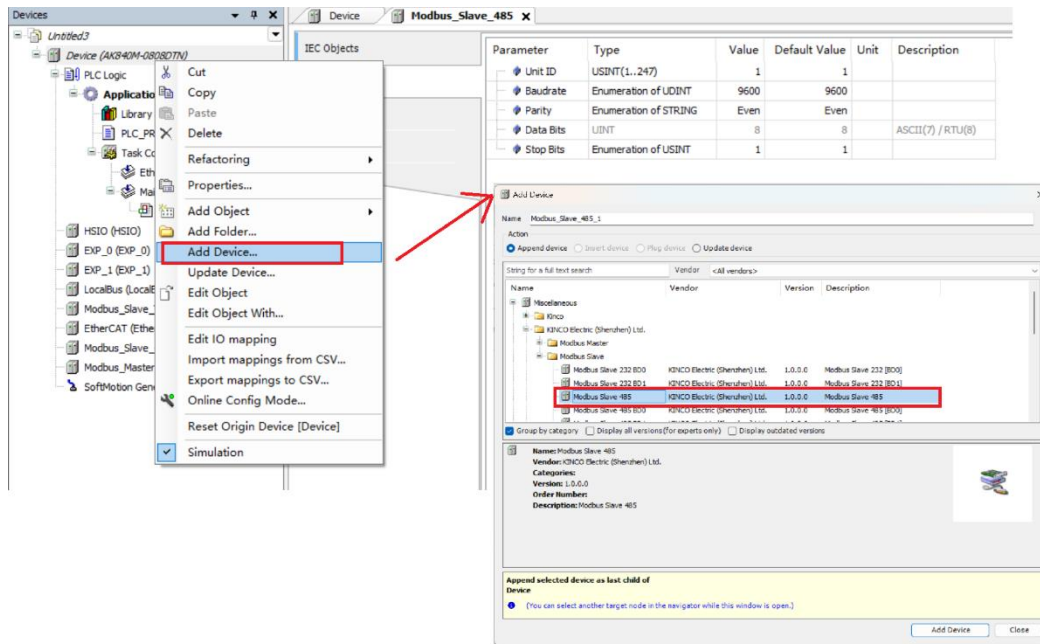 Devices
Untitled3
Device (AK840M-0808DTN)
PLC Logic
Applicatio
Library
PLC_PR
Task Co
Eth
Mai
HSIO (HSIO)
EXP_0 (EXP_0)
EXP_1 (EXP_1)
LocalBus (LocalB
Modbus_Slave_
EtherCAT (Ethe
Modbus_Slave_
Modbus_Master
SoftMotion Gene
Cut
Copy
Paste
Delete
Refactoring
Properties...
Add Object
Add Folder...
Add Device...
Update Device...
Edit Object
Edit Object With...
Edit IO mapping
Import mappings from CSV...
Export mappings to CSV...
Online Config Mode...
Reset Origin Device [Device]
Simulation
Device Modbus_Slave_485 X
IEC Objects
Parameter Type Value Default Value Unit Description
Unit ID USINT(1..247) 1 1
Baudrate Enumeration of UDINT 9600 9600
Parity Enumeration of STRING Even Even
Data Bits UINT 8 8 ASCII(7) / RTU(8)
Stop Bits Enumeration of USINT 1 1
Add Device
Name Modbus_Slave_485_1
Action
Append device Insert device Plug device Update device
String for a full text search Vendor <All vendors>
Name Vendor Version Description
Miscellaneous
Kinco
KINCO Electric (Shenzhen) Ltd.
Modbus Master
Modbus Slave
Modbus Slave 232 BD0 KINCO Electric (Shenzhen) Ltd. 1.0.0.0 Modbus Slave 232 [BD0]
Modbus Slave 232 BD1 KINCO Electric (Shenzhen) Ltd. 1.0.0.0 Modbus Slave 232 [BD1]
Modbus Slave 485 KINCO Electric (Shenzhen) Ltd. 1.0.0.0 Modbus Slave 485
Modbus Slave 485 BD0 KINCO Electric (Shenzhen) Ltd. 1.0.0.0 Modbus Slave 485 [BD0]
Group by category Display all versions (for experts only) Display outdated versions
Name: Modbus Slave 485
Vendor: KINCO Electric (Shenzhen) Ltd.
Categories:
Version: 1.0.0.0
Order Number:
Description: Modbus Slave 485
Append selected device as last child of
Device
(You can select another target node in the navigator while this window is open.)
Add Device Close